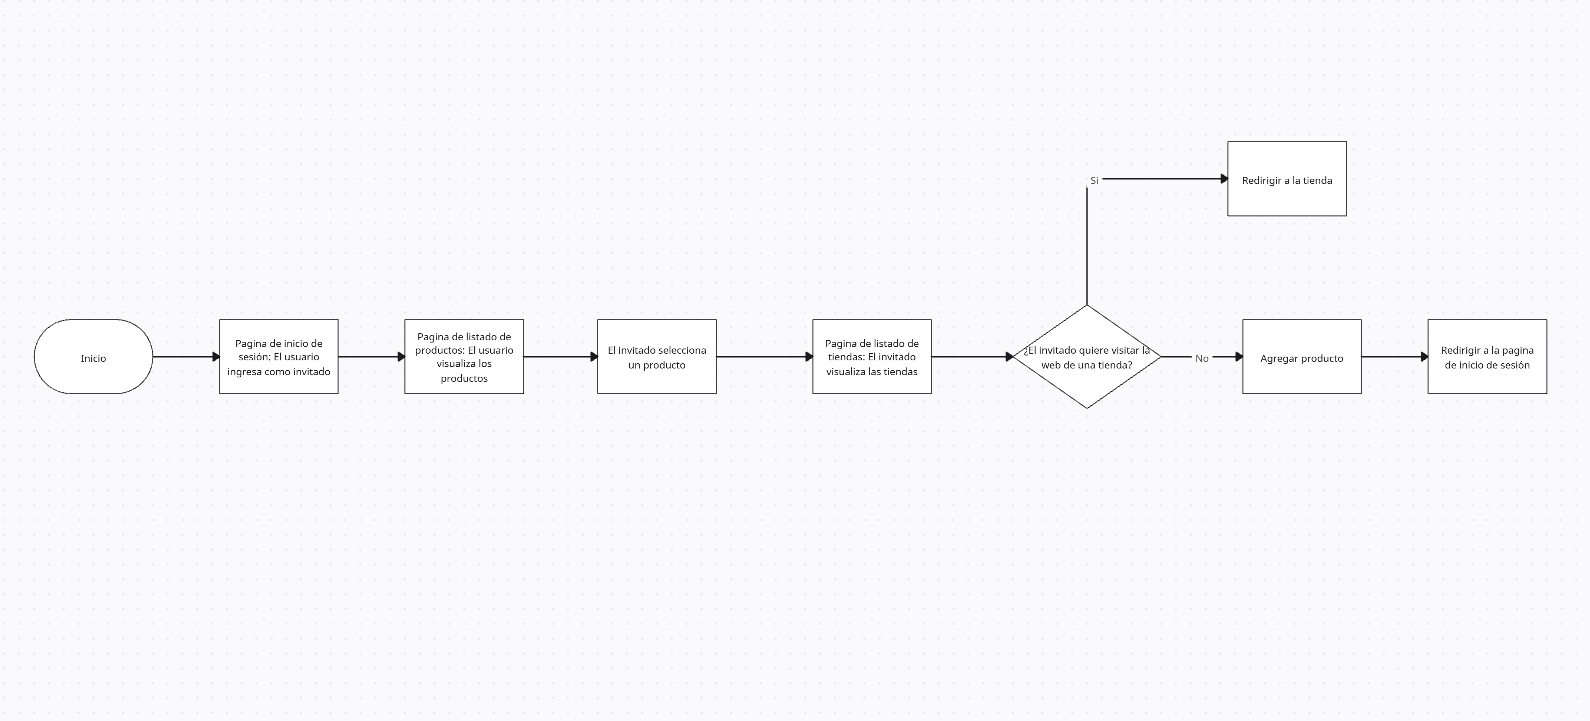 Inicio
Pagina de inicio de
sesión: El usuario
ingresa como invitado
Pagina de listado de
productos: El usuario
visualiza los
productos
El invitado selecciona
un producto
Pagina de listado de
tiendas: El invitado
visualiza las tiendas
¿El invitado quiere visitar la
web de una tienda?
Si
Redirigir a la tienda
No
Agregar producto
Redirigir a la pagina
de inicio de sesión